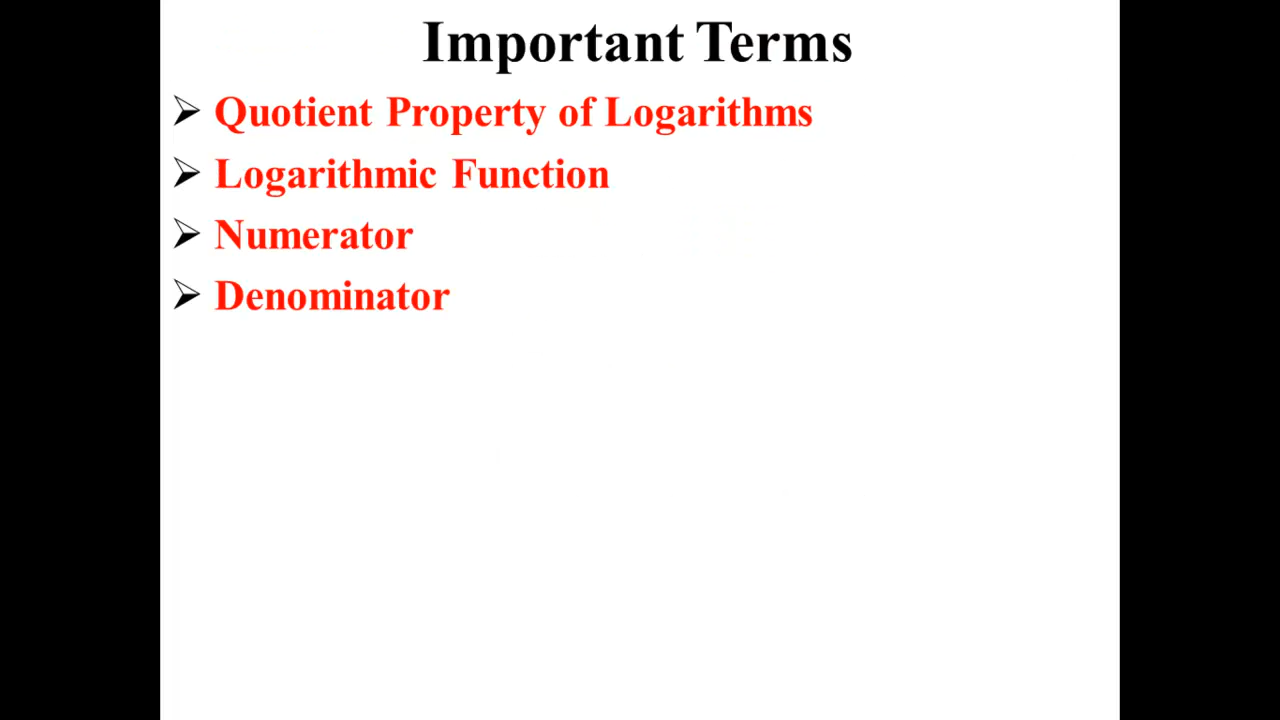 Important Terms
Quotient Property of Logarithms
Logarithmic Function
Numerator
Denominator